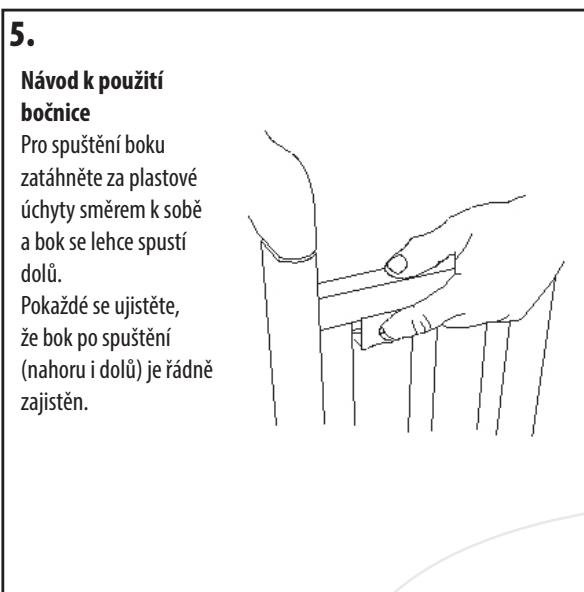 5.
Návod k použití
bočnice
Pro spuštění boku
zatáhněte za plastové
úchyty směrem k sobě
a bok se lehce spustí
dolů.
Pokaždé se ujistěte,
že bok po spuštění
(nahoru i dolů) je řádně
zajistěn.